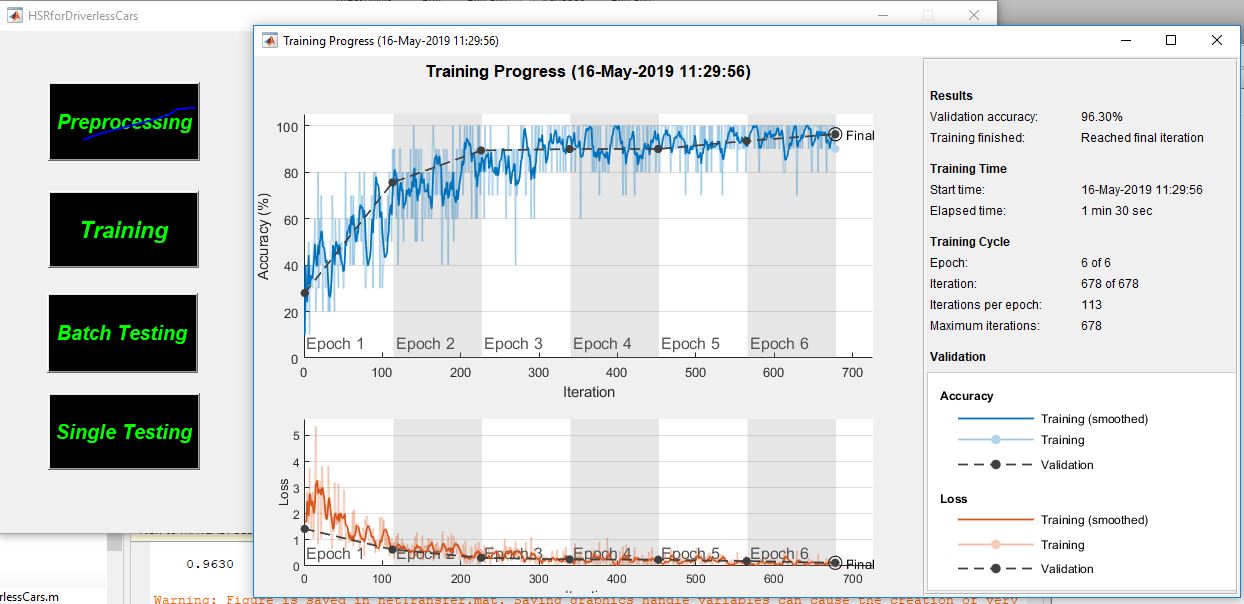 HSRforDriverlessCars
Training Progress (16-May-2019 11:29:56)
Preprocessing
Training
Batch Testing
Single Testing
Training Progress (16-May-2019 11:29:56)
Accuracy (%)
100
80
60
40
20
0
Epoch 1 Epoch 2 Epoch 3 Epoch 4 Epoch 5 Epoch 6
Final
0 100 200 300 400 500 600 700
Iteration
Loss
5
4
3
2
1
0
Epoch 1 Epoch 2 Epoch 3 Epoch 4 Epoch 5 Epoch 6
Final
0 100 200 300 400 500 600 700
Results
Validation accuracy: 96.30%
Training finished: Reached final iteration
Training Time
Start time: 16-May-2019 11:29:56
Elapsed time: 1 min 30 sec
Training Cycle
Epoch: 6 of 6
Iteration: 678 of 678
Iterations per epoch: 113
Maximum iterations: 678
Validation
Accuracy
Training (smoothed)
Training
Validation
Loss
Training (smoothed)
Training
Validation
0.9630
rlessCars.m
Warning: Figure is saved in netTransfer.mat. Saving graphics handle variables can cause the creation of very